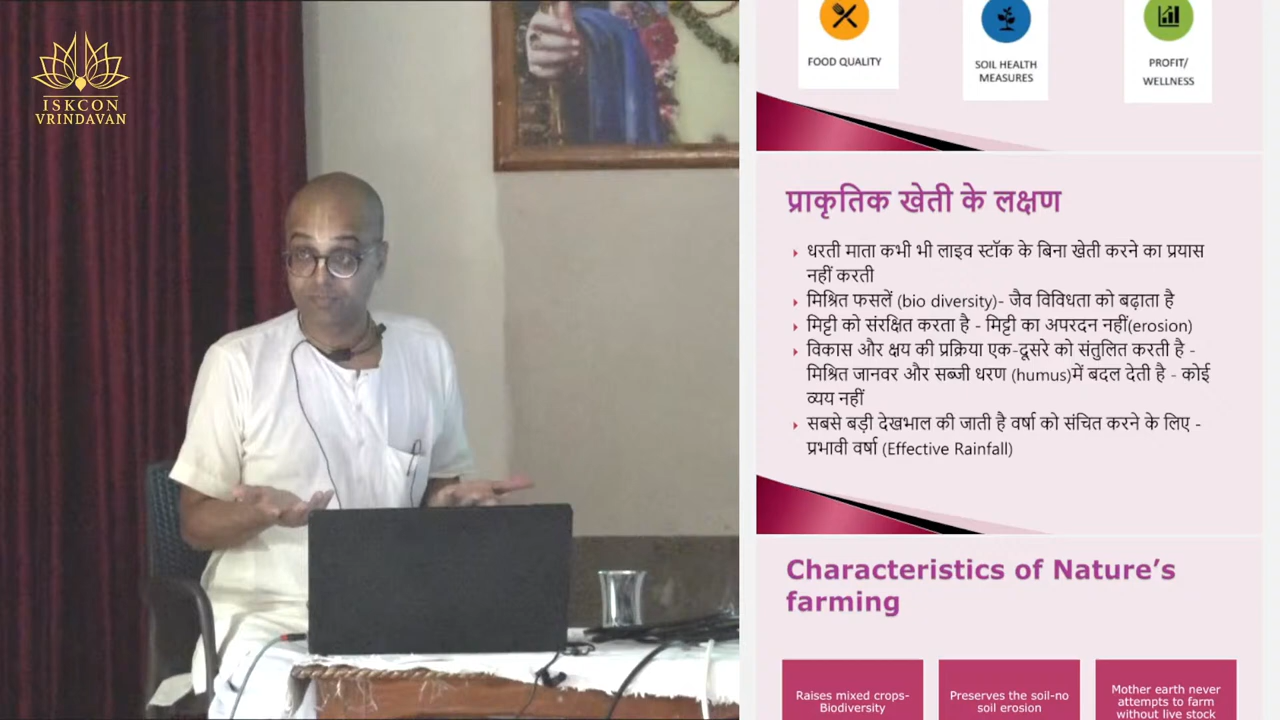 ISKCON
VRINDAVAN
FOOD QUALITY
SOIL HEALTH
MEASURES
PROFIT/
WELLNESS
प्राकृतिक खेती के लक्षण
धरती माता कभी भी लाइव स्टॉक के बिना खेती करने का प्रयास
नहीं करती
मिश्रित फसलें (bio diversity)- जैव विविधता को बढ़ाता है
मिट्टी को संरक्षित करता है - मिट्टी का अपरदन नहीं(erosion)
विकास और क्षय की प्रक्रिया एक-दूसरे को संतुलित करती है -
मिश्रित जानवर और सब्जी धरण (humus)में बदल देती है - कोई
व्यय नहीं
सबसे बड़ी देखभाल की जाती है वर्षा को संचित करने के लिए -
प्रभावी वर्षा (Effective Rainfall)
Characteristics of Nature's
farming
Raises mixed crops-
Biodiversity
Preserves the soil-no
soil erosion
Mother earth never
attempts to farm
without live stock